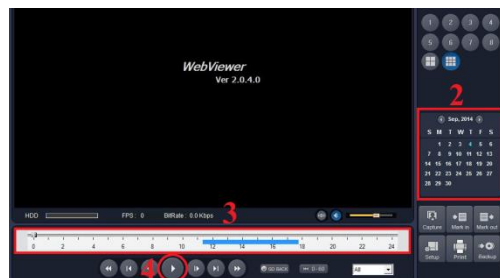 1 2 3 4
5 6 7 8
WebViewer
Ver 2.0.4.0
2
Sep, 2014
S M T W T F S
1 2 3 4 5 6
7 8 9 10 11 12 13
14 15 16 17 18 19 20
21 22 23 24 25 26 27
28 29 30
HDD FPS : 0 BitRate : 0.0 Kbps
3
0 2 4 6 8 10 12 14 16 18 20 22 24
Capture Mark in Mark out
Setup Print Backup
GO BACK
All